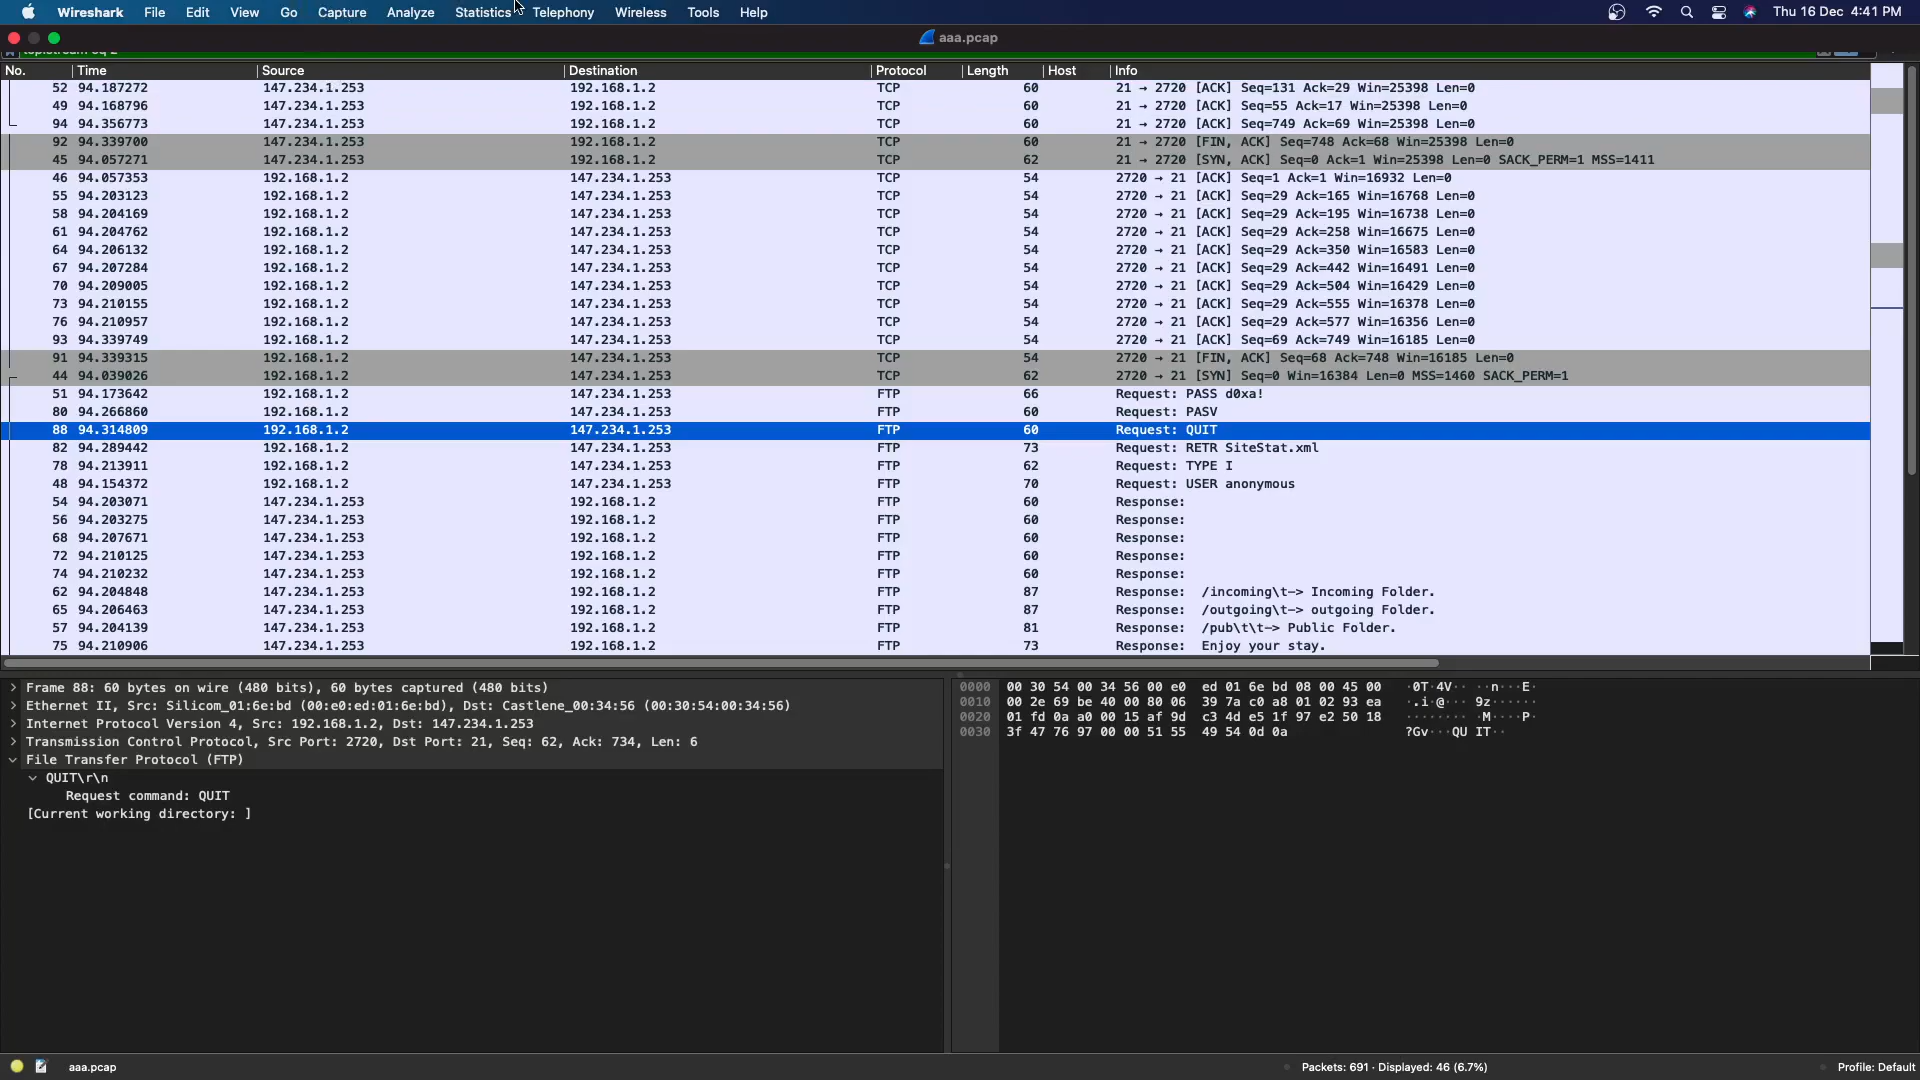 Wireshark File Edit View Go Capture Analyze Statistics Telephony Wireless Tools Help Thu 16 Dec 4:41 PM
aaa.pcap
No. Time Source Destination Protocol Length Host Info
52 94.187272 147.234.1.253 192.168.1.2 TCP 60 21 → 2720 [ACK] Seq=131 Ack=29 Win=25398 Len=0
49 94.168796 147.234.1.253 192.168.1.2 TCP 60 21 → 2720 [ACK] Seq=55 Ack=17 Win=25398 Len=0
94 94.356773 147.234.1.253 192.168.1.2 TCP 60 21 → 2720 [ACK] Seq=749 Ack=69 Win=25398 Len=0
92 94.339700 147.234.1.253 192.168.1.2 TCP 60 21 → 2720 [FIN, ACK] Seq=748 Ack=68 Win=25398 Len=0
45 94.057271 147.234.1.253 192.168.1.2 TCP 62 21 → 2720 [SYN, ACK] Seq=0 Ack=1 Win=25398 Len=0 SACK_PERM=1 MSS=1411
46 94.057353 192.168.1.2 147.234.1.253 TCP 54 2720 → 21 [ACK] Seq=1 Ack=1 Win=16932 Len=0
55 94.203123 192.168.1.2 147.234.1.253 TCP 54 2720 → 21 [ACK] Seq=29 Ack=165 Win=16768 Len=0
58 94.204169 192.168.1.2 147.234.1.253 TCP 54 2720 → 21 [ACK] Seq=29 Ack=195 Win=16738 Len=0
61 94.204762 192.168.1.2 147.234.1.253 TCP 54 2720 → 21 [ACK] Seq=29 Ack=258 Win=16675 Len=0
64 94.206132 192.168.1.2 147.234.1.253 TCP 54 2720 → 21 [ACK] Seq=29 Ack=350 Win=16583 Len=0
67 94.207284 192.168.1.2 147.234.1.253 TCP 54 2720 → 21 [ACK] Seq=29 Ack=442 Win=16491 Len=0
70 94.209005 192.168.1.2 147.234.1.253 TCP 54 2720 → 21 [ACK] Seq=29 Ack=504 Win=16429 Len=0
73 94.210155 192.168.1.2 147.234.1.253 TCP 54 2720 → 21 [ACK] Seq=29 Ack=555 Win=16378 Len=0
76 94.210957 192.168.1.2 147.234.1.253 TCP 54 2720 → 21 [ACK] Seq=29 Ack=577 Win=16356 Len=0
93 94.339749 192.168.1.2 147.234.1.253 TCP 54 2720 → 21 [ACK] Seq=69 Ack=749 Win=16185 Len=0
91 94.339315 192.168.1.2 147.234.1.253 TCP 54 2720 → 21 [FIN, ACK] Seq=68 Ack=748 Win=16185 Len=0
44 94.039026 192.168.1.2 147.234.1.253 TCP 62 2720 → 21 [SYN] Seq=0 Win=16384 Len=0 MSS=1460 SACK_PERM=1
51 94.173642 192.168.1.2 147.234.1.253 FTP 66 Request: PASS d0xa!
80 94.266860 192.168.1.2 147.234.1.253 FTP 60 Request: PASV
88 94.314809 192.168.1.2 147.234.1.253 FTP 60 Request: QUIT
82 94.289442 192.168.1.2 147.234.1.253 FTP 73 Request: RETR SiteStat.xml
78 94.213911 192.168.1.2 147.234.1.253 FTP 62 Request: TYPE I
48 94.154372 192.168.1.2 147.234.1.253 FTP 70 Request: USER anonymous
54 94.203071 147.234.1.253 192.168.1.2 FTP 60 Response:
56 94.203275 147.234.1.253 192.168.1.2 FTP 60 Response:
68 94.207671 147.234.1.253 192.168.1.2 FTP 60 Response:
72 94.210125 147.234.1.253 192.168.1.2 FTP 60 Response:
74 94.210232 147.234.1.253 192.168.1.2 FTP 60 Response:
62 94.204848 147.234.1.253 192.168.1.2 FTP 87 Response: /incoming\t—> Incoming Folder.
65 94.206463 147.234.1.253 192.168.1.2 FTP 87 Response: /outgoing\t—> outgoing Folder.
57 94.204139 147.234.1.253 192.168.1.2 FTP 81 Response: /pub\t\t—> Public Folder.
75 94.210906 147.234.1.253 192.168.1.2 FTP 73 Response: Enjoy your stay.
Frame 88: 60 bytes on wire (480 bits), 60 bytes captured (480 bits)
Ethernet II, Src: Silicom_01:6e:bd (00:e0:ed:01:6e:bd), Dst: Castlene_00:34:56 (00:30:54:00:34:56)
Internet Protocol Version 4, Src: 192.168.1.2, Dst: 147.234.1.253
Transmission Control Protocol, Src Port: 2720, Dst Port: 21, Seq: 62, Ack: 734, Len: 6
File Transfer Protocol (FTP)
QUIT\r\n
Request command: QUIT
[Current working directory: ]
0000 00 30 54 00 34 56 00 e0 ed 01 6e bd 08 00 45 00 ·0T·4V·· ··n···E·
0010 00 2e 69 be 40 00 80 06 39 7a c0 a8 01 02 93 ea ·.i·@··· 9z······
0020 01 fd 0a a0 00 15 af 9d c3 4d e5 1f 97 e2 50 18 ········ ·M····P·
0030 3f 47 76 97 00 00 51 55 49 54 0d 0a ?Gv···QU IT··
aaa.pcap Packets: 691 · Displayed: 46 (6.7%) Profile: Default